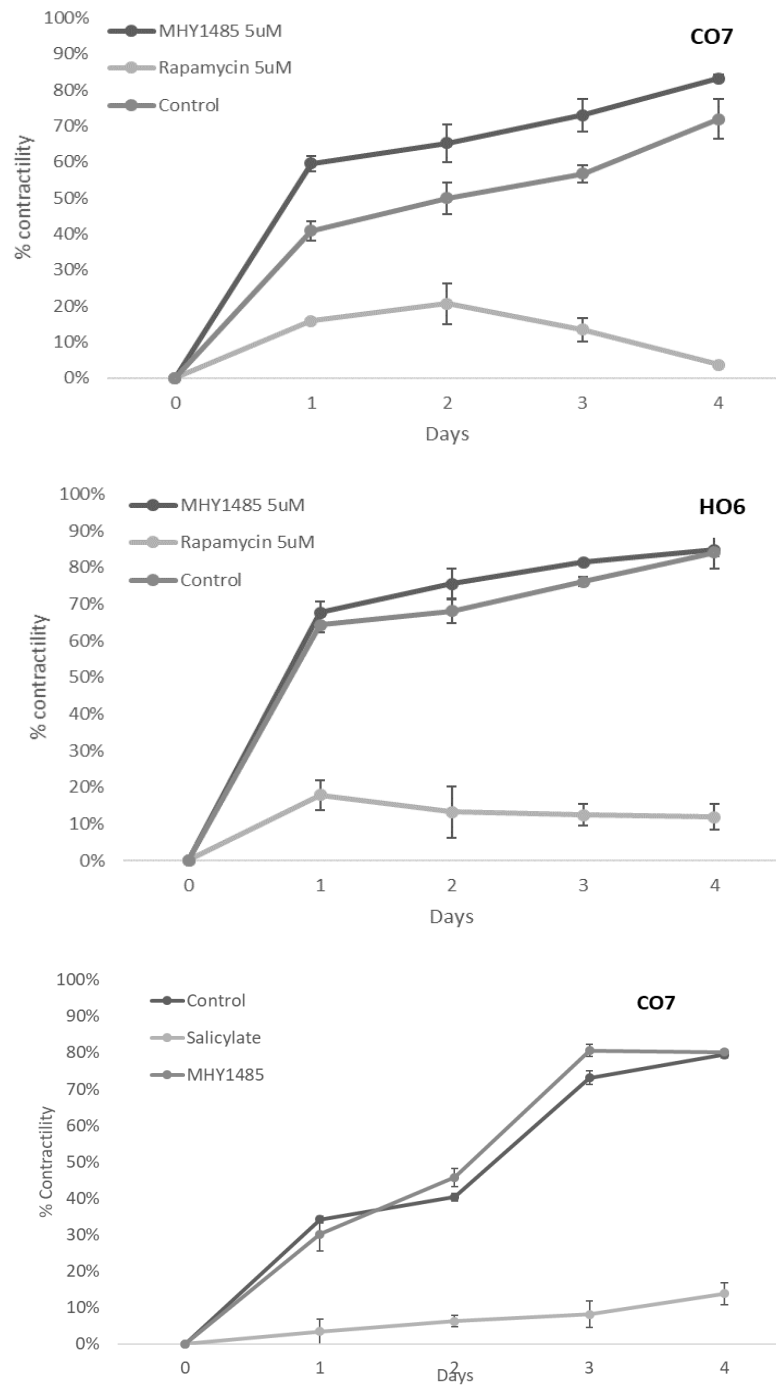 100%
90%
80%
70%
60%
50%
40%
30%
20%
10%
0%
% contractility
MHY1485 5uM
Rapamycin 5uM
Control
CO7
0 1 2 3 4
Days
100%
90%
80%
70%
60%
50%
40%
30%
20%
10%
0%
% contractility
MHY1485 5uM
Rapamycin 5uM
Control
HO6
0 1 2 3 4
Days
100%
90%
80%
70%
60%
50%
40%
30%
20%
10%
0%
% Contractility
Control
Salicylate
MHY1485
CO7
0 1 2 3 4
Days